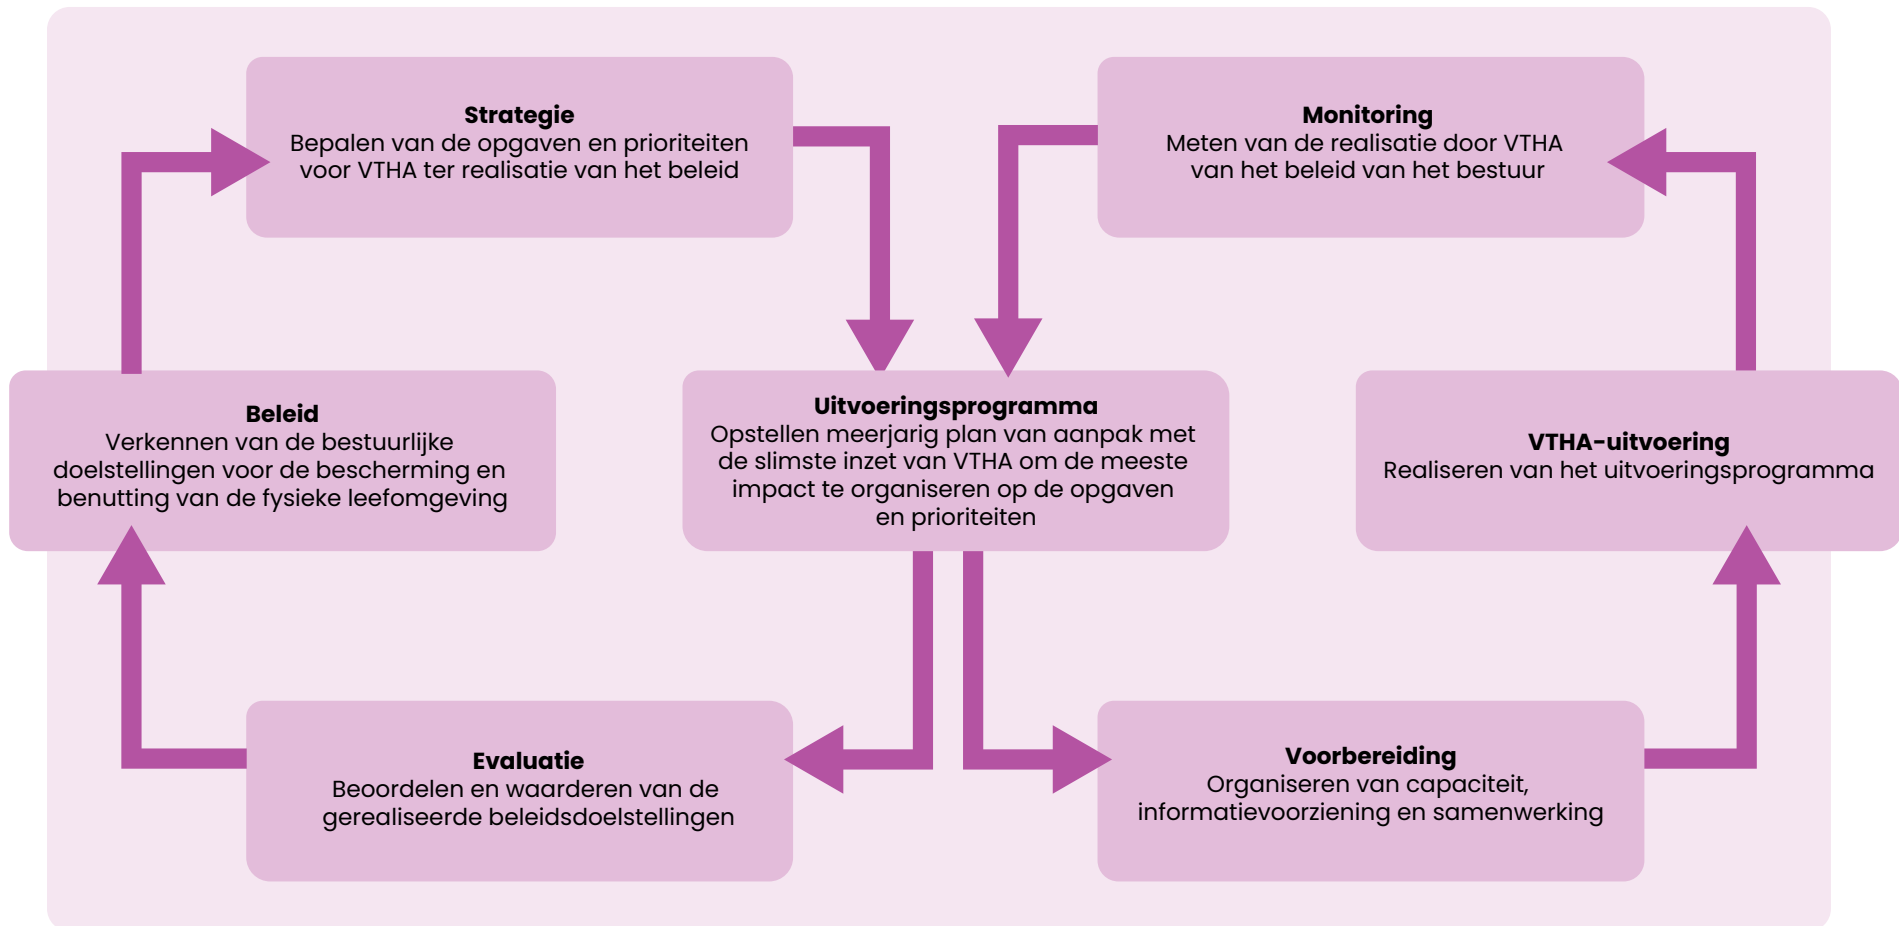 Strategie
Bepalen van de opgaven en prioriteiten
voor VTHA ter realisatie van het beleid
Monitoring
Meten van de realisatie door VTHA
van het beleid van het bestuur
Beleid
Verkennen van de bestuurlijke
doelstellingen voor de bescherming en
benutting van de fysieke leefomgeving
Uitvoeringsprogramma
Opstellen meerjarig plan van aanpak met
de slimste inzet van VTHA om de meeste
impact te organiseren op de opgaven
en prioriteiten
VTHA-uitvoering
Realiseren van het uitvoeringsprogramma
Evaluatie
Beoordelen en waarderen van de
gerealiseerde beleidsdoelstellingen
Voorbereiding
Organiseren van capaciteit,
informatievoorziening en samenwerking